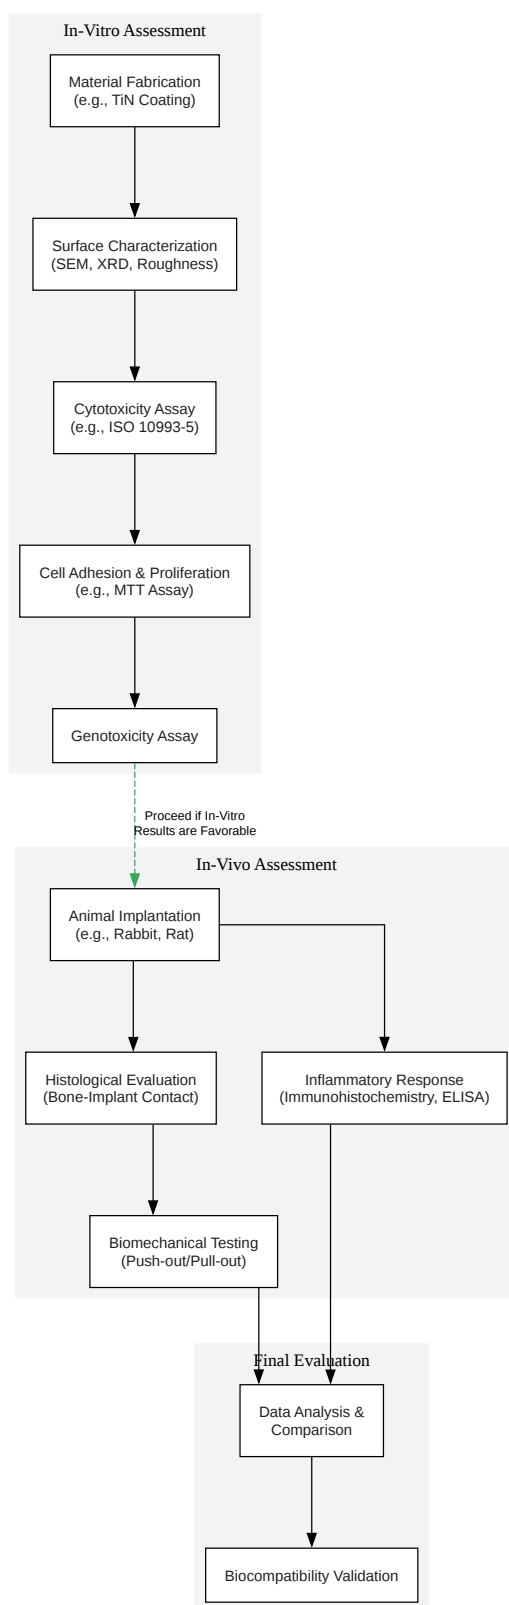 In-Vitro Assessment
Material Fabrication
(e.g., TiN Coating)
Surface Characterization
(SEM, XRD, Roughness)
Cytotoxicity Assay
(e.g., ISO 10993-5)
Cell Adhesion & Proliferation
(e.g., MTT Assay)
Genotoxicity Assay
Proceed if In-Vitro
Results are Favorable
In-Vivo Assessment
Animal Implantation
(e.g., Rabbit, Rat)
Histological Evaluation
(Bone-Implant Contact)
Inflammatory Response
(Immunohistochemistry, ELISA)
Biomechanical Testing
(Push-out/Pull-out)
Final Evaluation
Data Analysis &
Comparison
Biocompatibility Validation